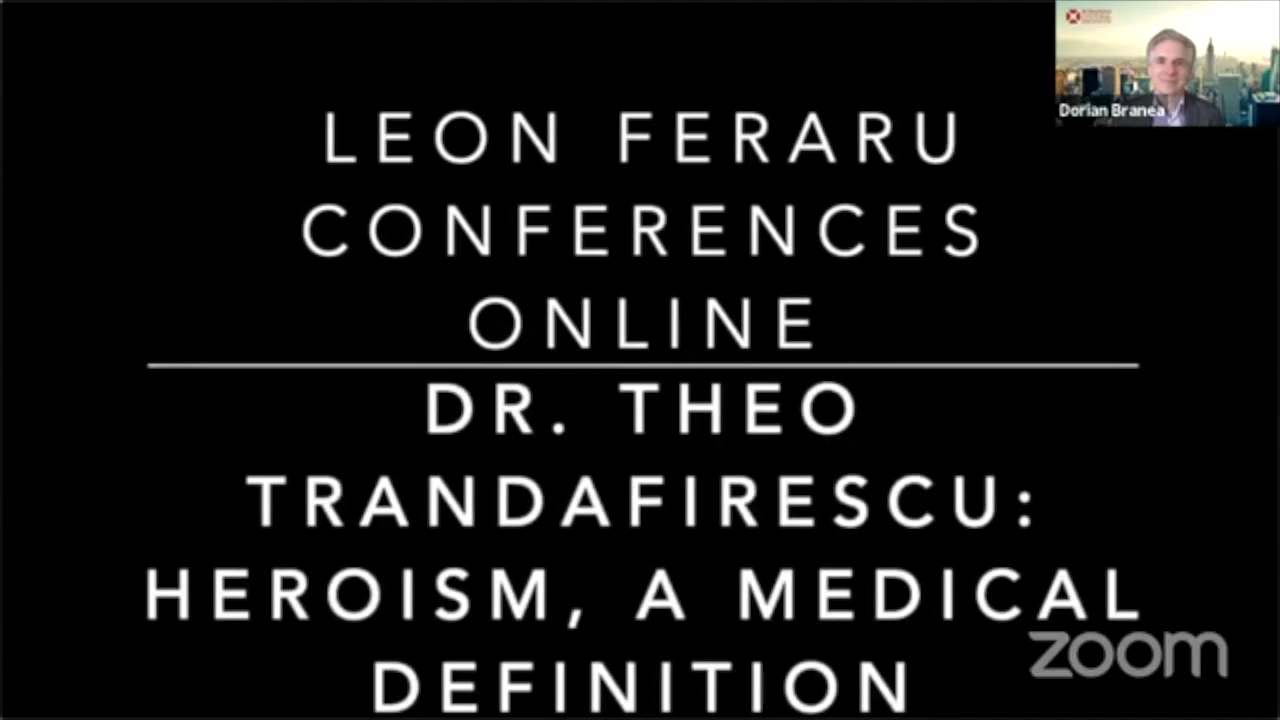 LEON FERARU
CONFERENCES
ONLINE
DR. THEO
TRANDAFIRESCU:
HEROISM, A MEDICAL
DEFINITION
Dorian Branea
zoom